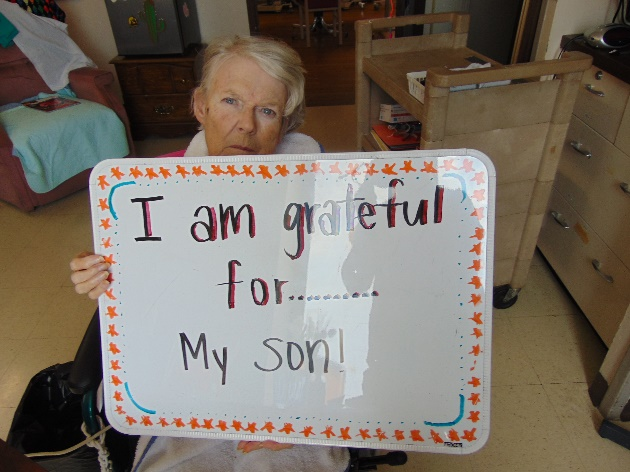 I am grateful
for..........
My son!